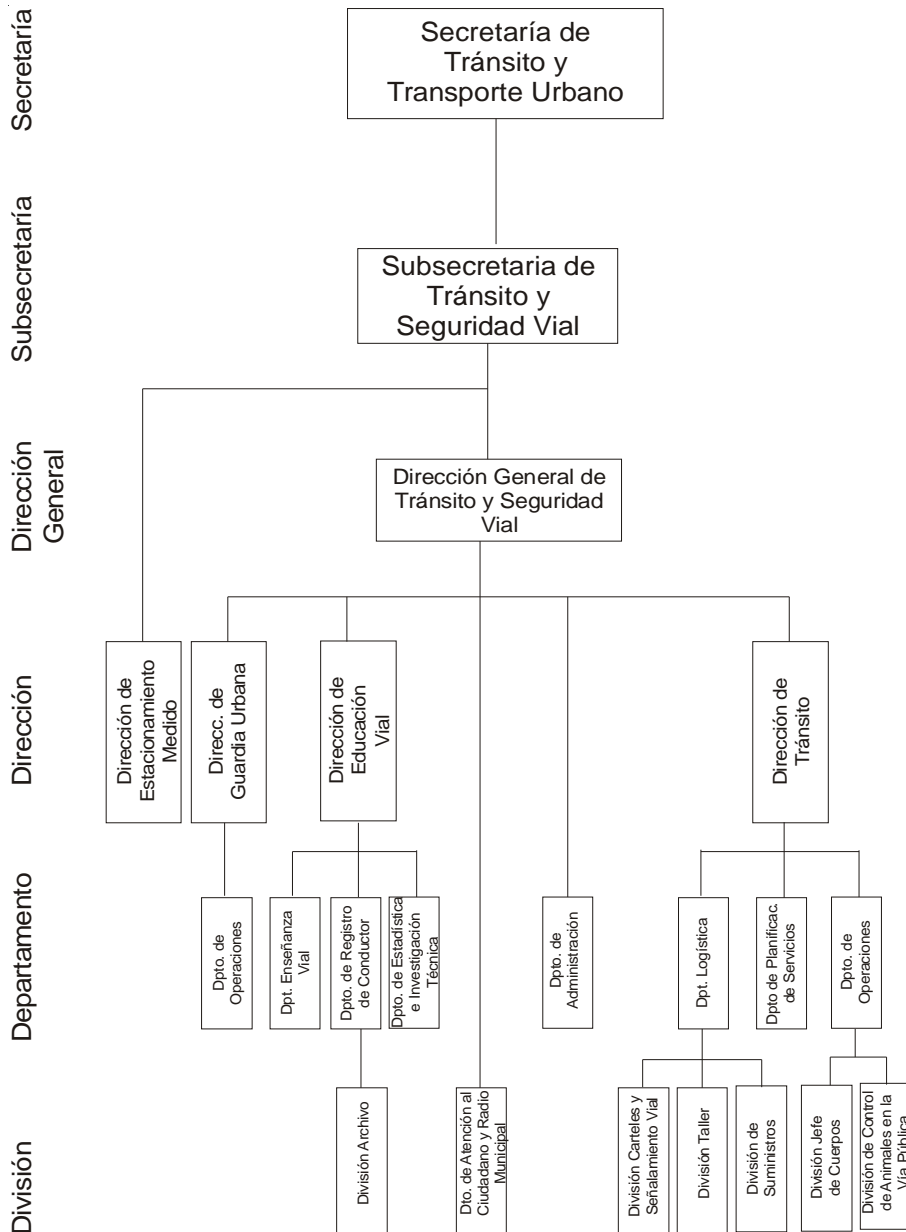 Secretaría
Secretaría de
Tránsito y
Transporte Urbano
Subsecretaría
Subsecretaria de
Tránsito y
Seguridad Vial
Dirección
General
Dirección General de
Tránsito y Seguridad
Vial
Dirección
Dirección de
Estacionamiento
Medido
Direcc. de
Guardia Urbana
Dirección de
Educación
Vial
Dirección de
Tránsito
Departamento
Dpto. de
Operaciones
Dpt. Enseñanza
Vial
Dpto. de Registro
de Conductor
Dpto. de Estadística
e Investigación
Técnica
Dpto. de
Administración
Dpt. Logística
Dpto de Planificac.
de Servicios
Dpto. de
Operaciones
División
División Archivo
Dto. de Atención al
Ciudadano y Radio
Municipal
División Carteles y
Señalamiento Vial
División Taller
División de
Suministros
División Jefe
de Cuerpos
División de Control
de Animales en la
Vía Pública